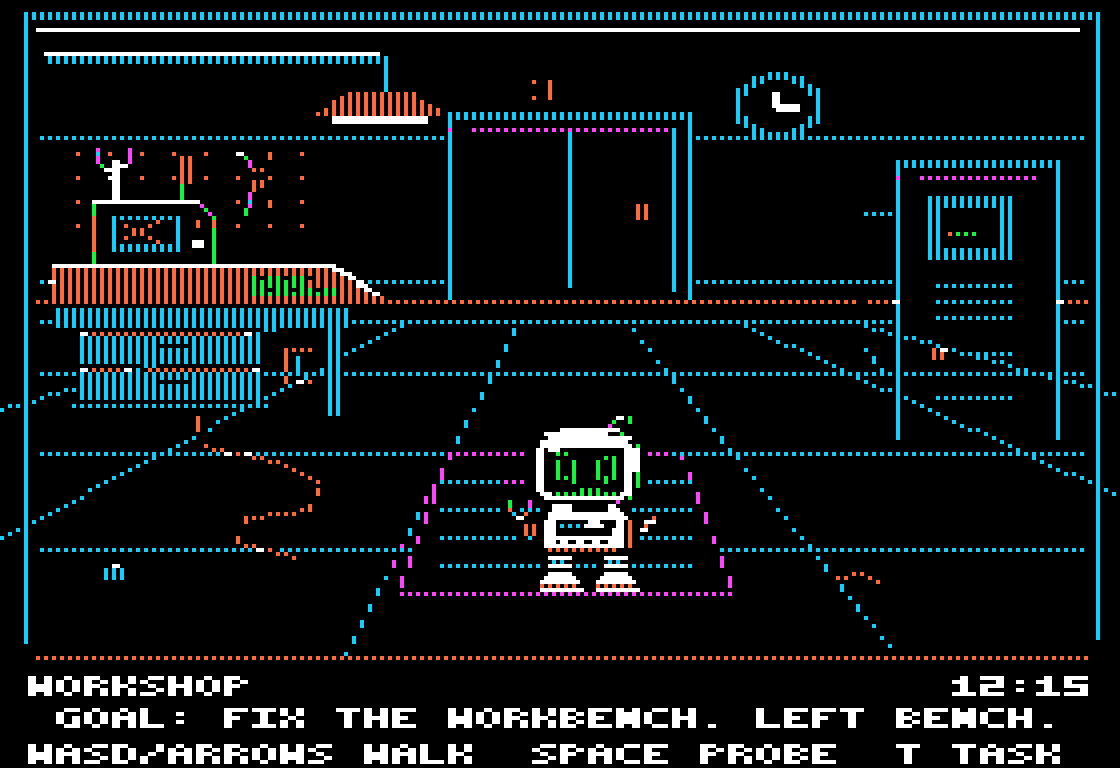 WORKSHOP 12:15
GOAL: FIX THE WORKBENCH. LEFT BENCH.
WASD/ARROWS WALK SPACE PROBE T TASK